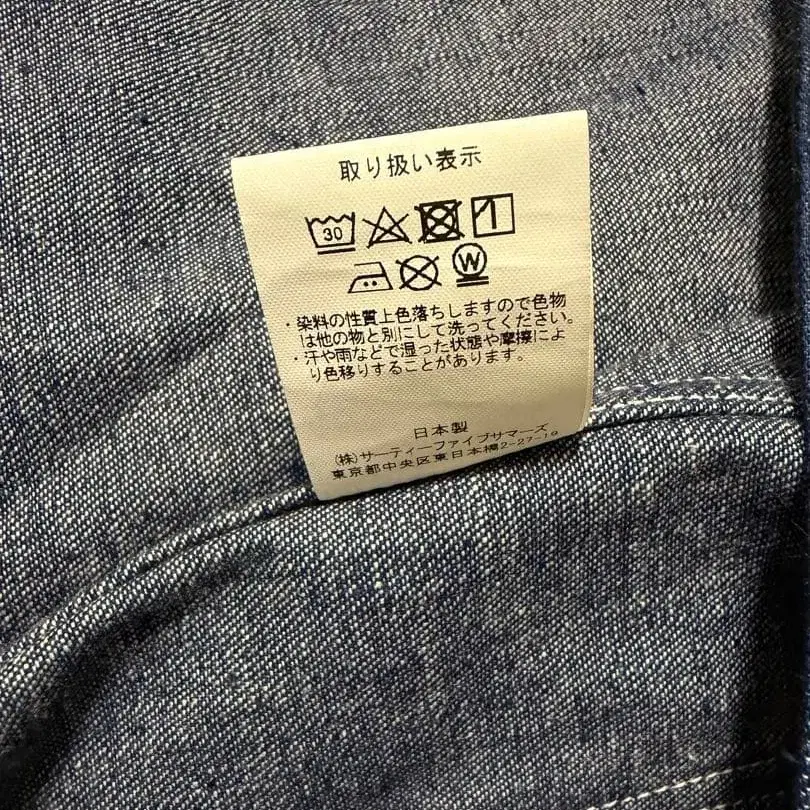 取り扱い表示
30
W
・染料の性質上色落ちしますので色物
は他の物と別にして洗ってください。
・汗や雨などで湿った状態や摩擦によ
り色移りすることがあります。
日本製
(株)サーティーファイブサマーズ
東京都中央区東日本橋2-27-19